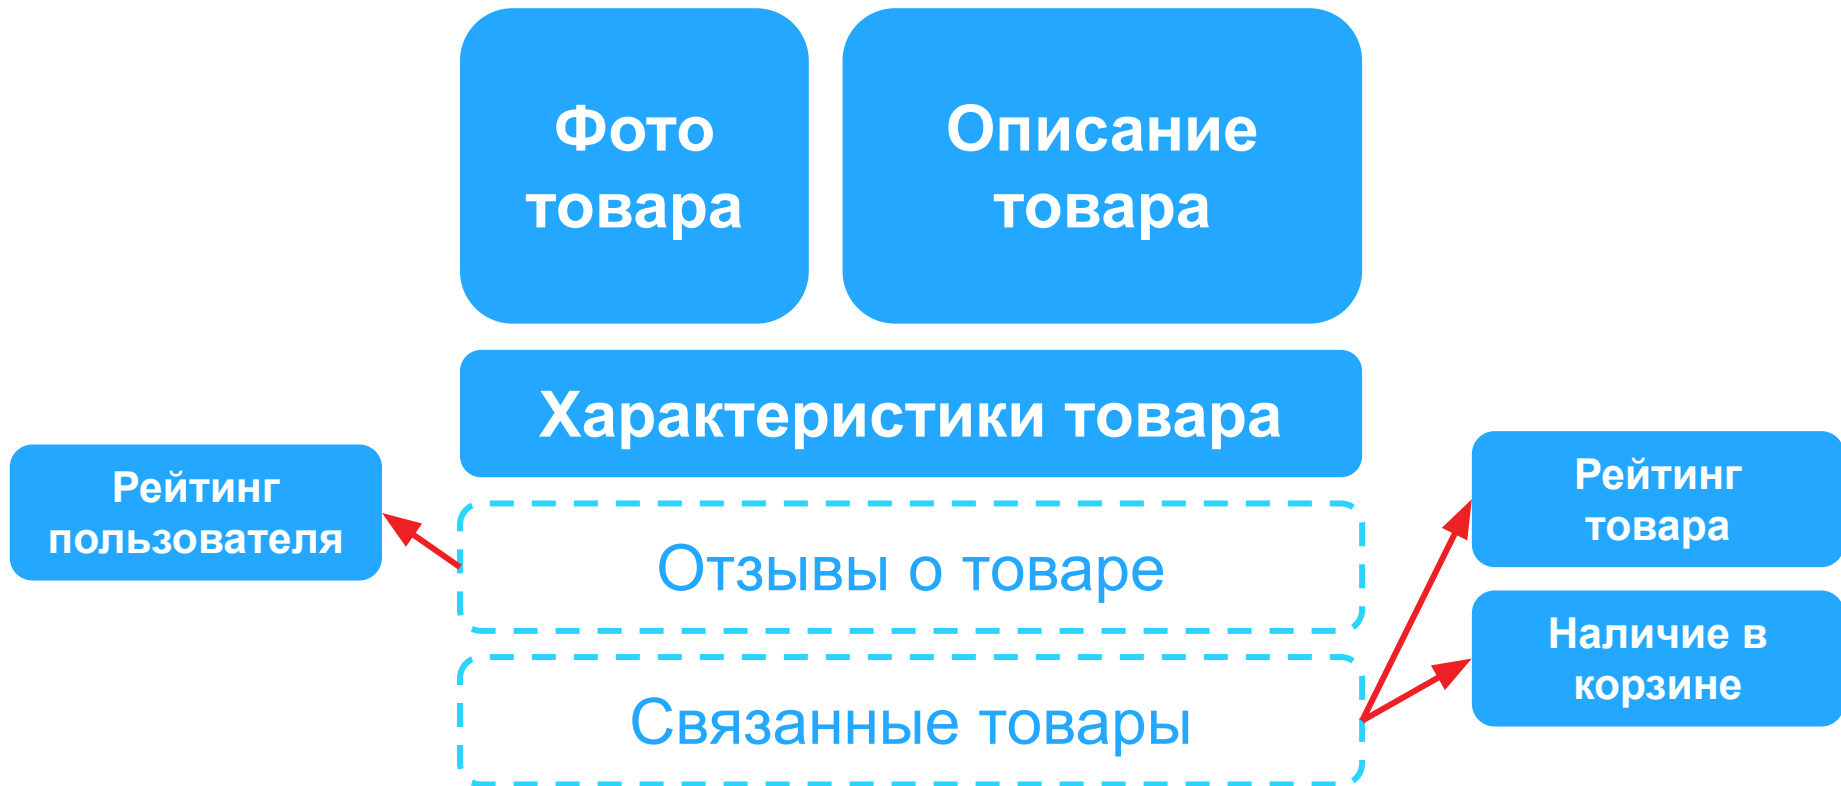 Фото
товара
Описание
товара
Характеристики товара
Рейтинг
пользователя
Отзывы о товаре
Рейтинг
товара
Наличие в
корзине
Связанные товары